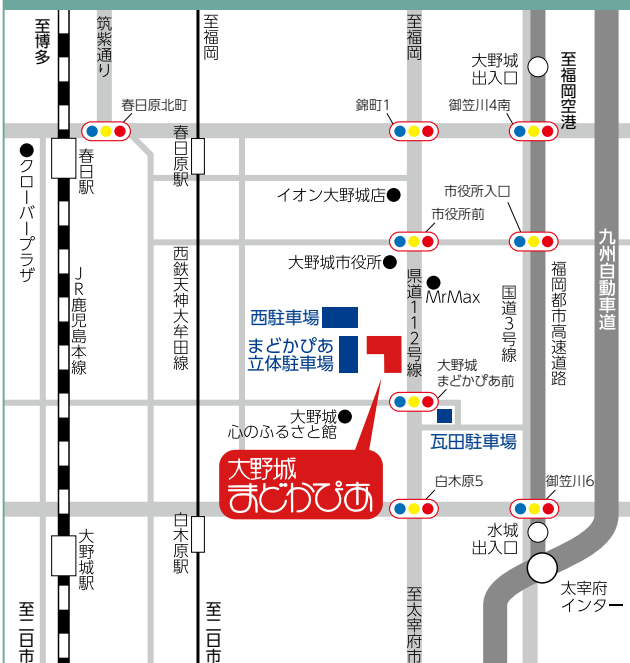 至博多
筑紫通り
至福岡
至福岡
大野城
出入口
至福岡空港
春日原北町
錦町1
御笠川4南
春日駅
春日原駅
クローバープラザ
イオン大野城店
市役所入口
市役所前
大野城市役所
九州自動車道
JR鹿児島本線
西鉄天神大牟田線
県道112号線
MrMax
国道3号線
福岡都市高速道路
西駐車場
まどかぴあ
立体駐車場
大野城
まどかぴあ前
大野城
心のふるさと館
瓦田駐車場
大野城
まどかぴあ
白木原5
御笠川6
大野城駅
白木原駅
水城
出入口
太宰府
インター
至二日市
至二日市
至太宰府市